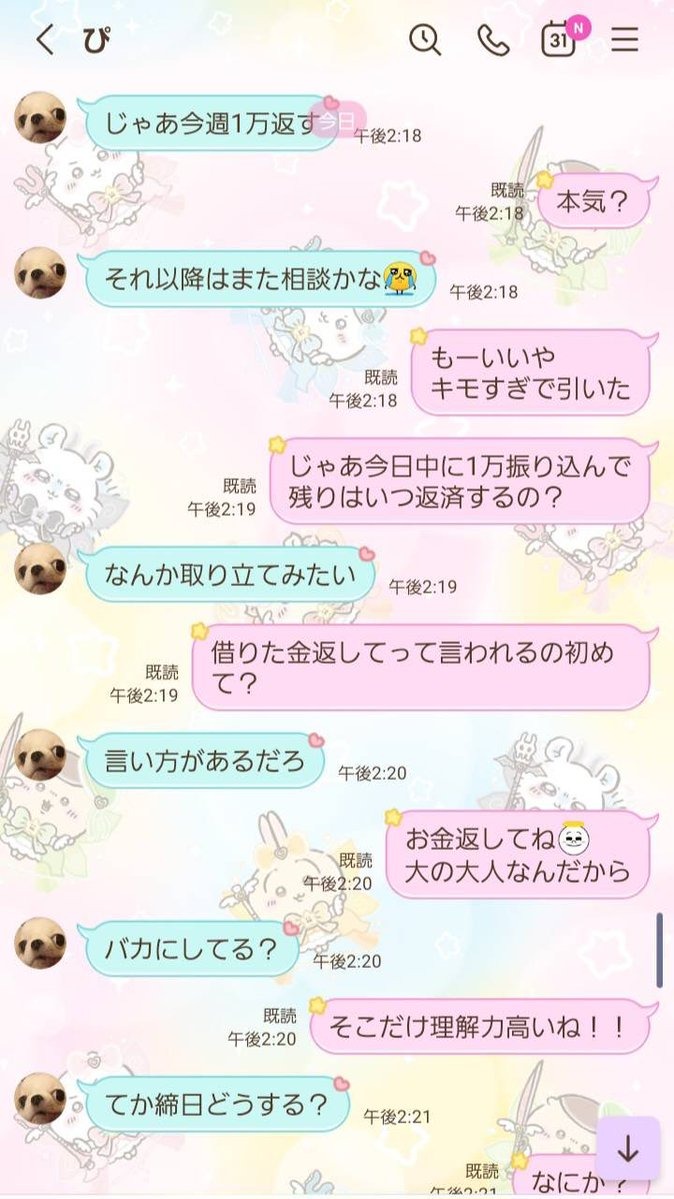 ぴ
31
N
今日
じゃあ今週1万返す
午後2:18
既読
午後2:18
本気？
それ以降はまた相談かな
午後2:18
もーいいや
キモすぎで引いた
既読
午後2:18
じゃあ今日中に1万振り込んで
残りはいつ返済するの？
既読
午後2:19
なんか取り立てみたい
午後2:19
借りた金返してって言われるの初め
て？
既読
午後2:19
言い方があるだろ
午後2:20
お金返してね
大の大人なんだから
既読
午後2:20
バカにしてる？
午後2:20
既読
午後2:20
そこだけ理解力高いね！！
てか締日どうする？
午後2:21
既読
午後2:21
なにか？